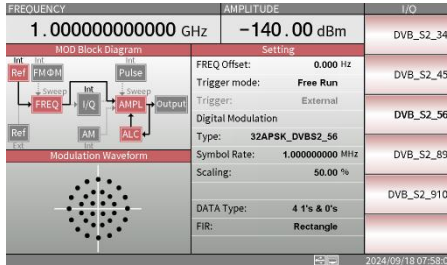 FREQUENCY AMPLITUDE I/Q
1.000000000000 GHz −140.00 dBm
MOD Block Diagram
Int Int Int
Ref FMΦM Pulse
Sweep Int Sweep
FREQ I/Q AMPL Output
Ref AM ALC
Ext Int
Modulation Waveform
Setting
FREQ Offset: 0.000 Hz
Trigger mode: Free Run
Trigger: External
Digital Modulation
Type: 32APSK_DVBS2_56
Symbol Rate: 1.000000000 MHz
Scaling: 50.00 %
DATA Type: 4 1's & 0's
FIR: Rectangle
DVB_S2_34
DVB_S2_45
DVB_S2_56
DVB_S2_89
DVB_S2_910
2024/09/18 07:58:0